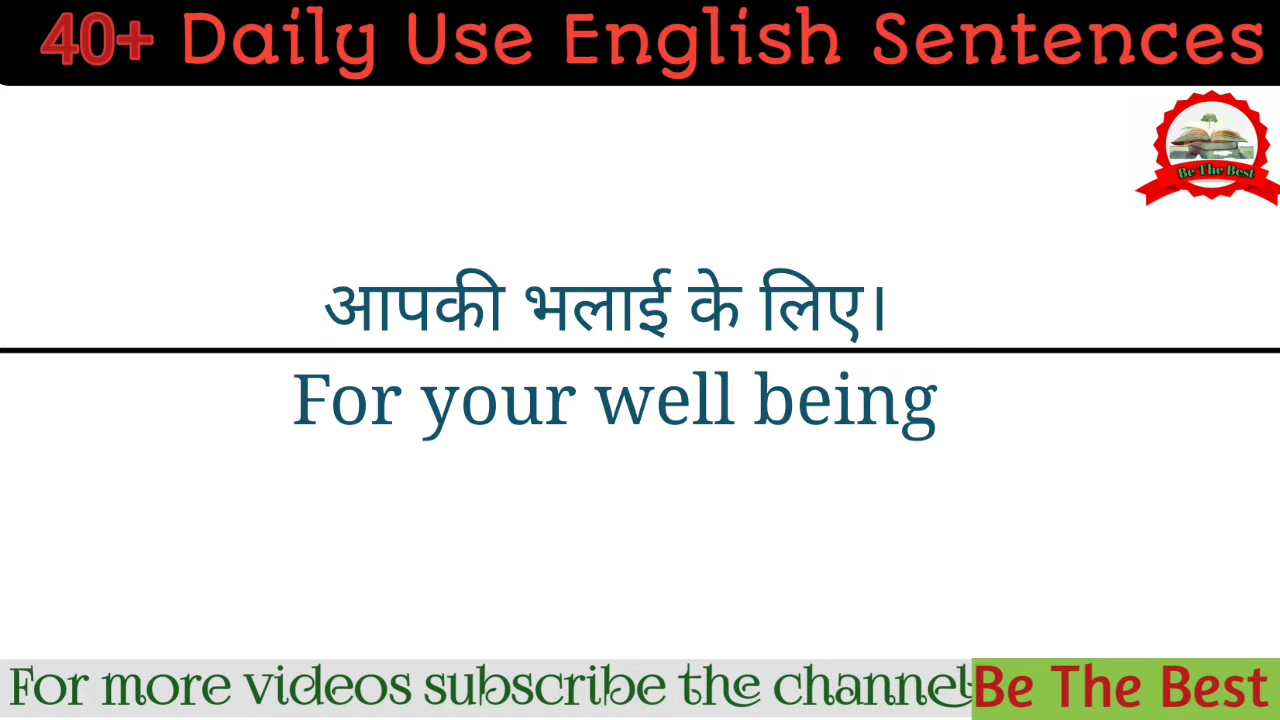 40+ Daily Use English Sentences
Be The Best
आपकी भलाई के लिए।
For your well being
For more videos subscribe the channel Be The Best